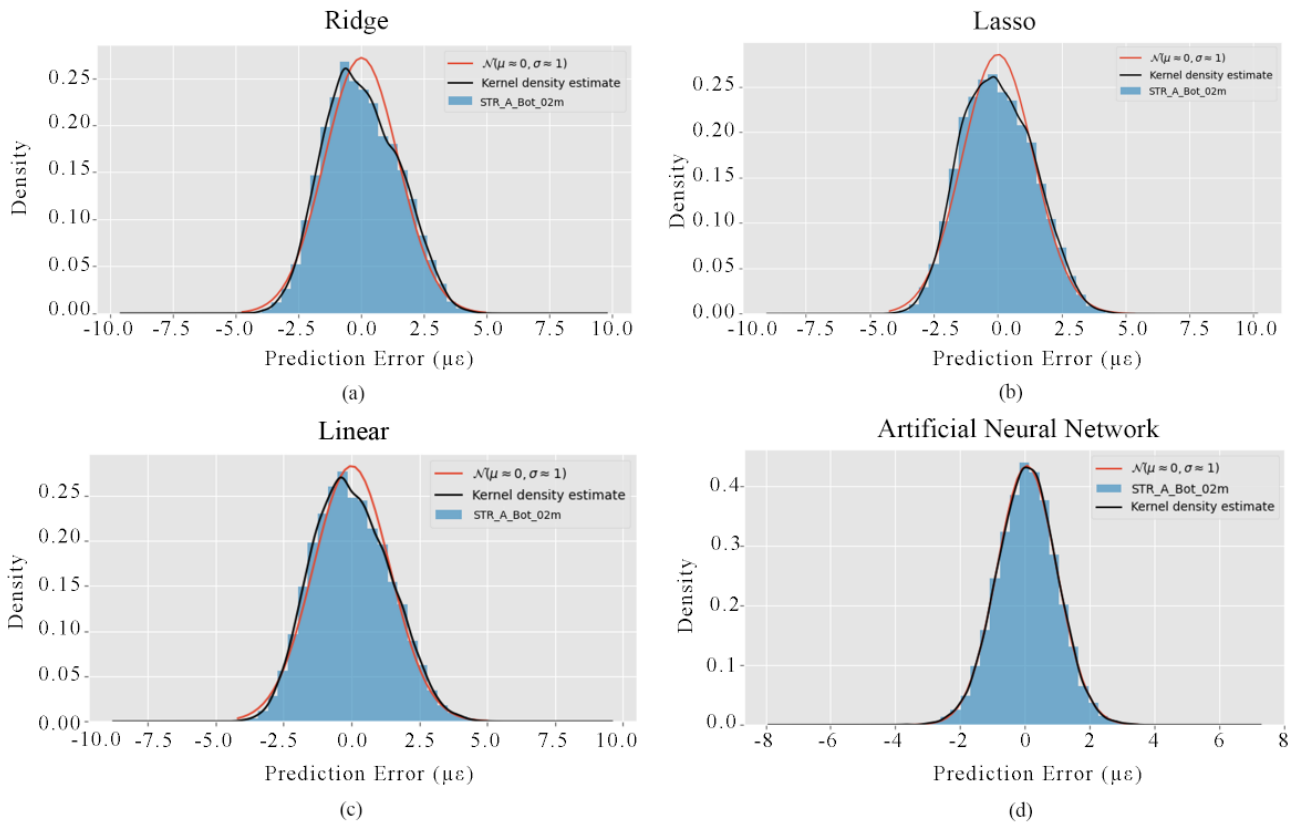 Ridge
N(μ ≈ 0, σ ≈ 1)
Kernel density estimate
STR_A_Bot_02m
0.25
0.20
0.15
0.10
0.05
0.00
Density
-10.0 -7.5 -5.0 -2.5 0.0 2.5 5.0 7.5 10.0
Prediction Error (με)
(a)
Lasso
N(μ ≈ 0, σ ≈ 1)
Kernel density estimate
STR_A_Bot_02m
0.25
0.20
0.15
0.10
0.05
0.00
Density
-10.0 -7.5 -5.0 -2.5 0.0 2.5 5.0 7.5 10.0
Prediction Error (με)
(b)
Linear
N(μ ≈ 0, σ ≈ 1)
Kernel density estimate
STR_A_Bot_02m
0.25
0.20
0.15
0.10
0.05
0.00
Density
-10.0 -7.5 -5.0 -2.5 0.0 2.5 5.0 7.5 10.0
Prediction Error (με)
(c)
Artificial Neural Network
N(μ ≈ 0, σ ≈ 1)
STR_A_Bot_02m
Kernel density estimate
0.4
0.3
0.2
0.1
0.0
Density
-8 -6 -4 -2 0 2 4 6 8
Prediction Error (με)
(d)